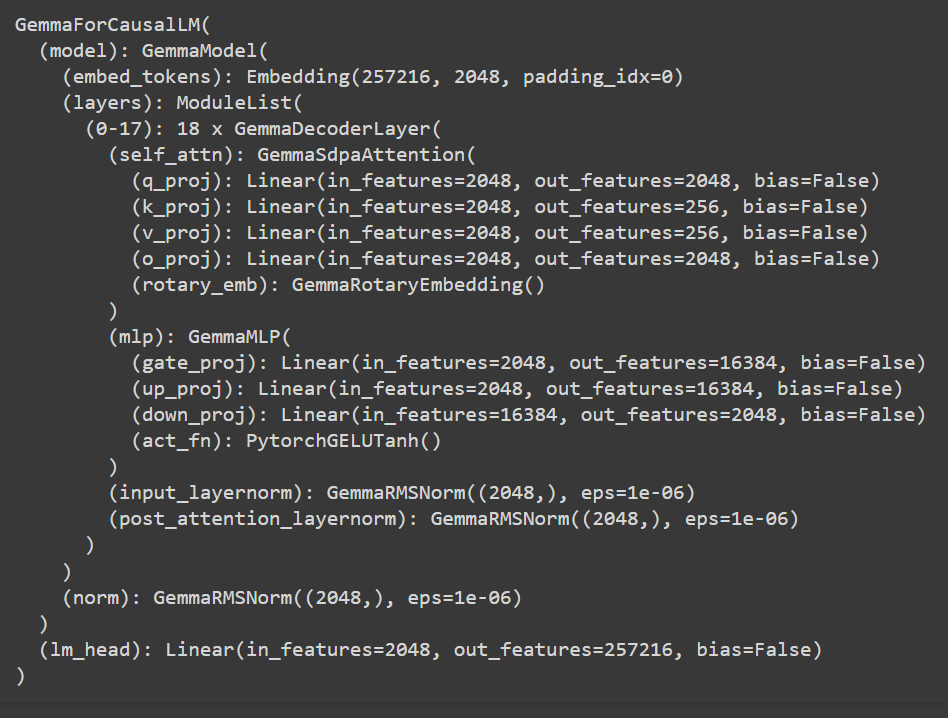 GemmaForCausalLM(
  (model): GemmaModel(
    (embed_tokens): Embedding(257216, 2048, padding_idx=0)
    (layers): ModuleList(
      (0-17): 18 x GemmaDecoderLayer(
        (self_attn): GemmaSdpaAttention(
          (q_proj): Linear(in_features=2048, out_features=2048, bias=False)
          (k_proj): Linear(in_features=2048, out_features=256, bias=False)
          (v_proj): Linear(in_features=2048, out_features=256, bias=False)
          (o_proj): Linear(in_features=2048, out_features=2048, bias=False)
          (rotary_emb): GemmaRotaryEmbedding()
        )
        (mlp): GemmaMLP(
          (gate_proj): Linear(in_features=2048, out_features=16384, bias=False)
          (up_proj): Linear(in_features=2048, out_features=16384, bias=False)
          (down_proj): Linear(in_features=16384, out_features=2048, bias=False)
          (act_fn): PytorchGELUTanh()
        )
        (input_layernorm): GemmaRMSNorm((2048,), eps=1e-06)
        (post_attention_layernorm): GemmaRMSNorm((2048,), eps=1e-06)
      )
    )
    (norm): GemmaRMSNorm((2048,), eps=1e-06)
  )
  (lm_head): Linear(in_features=2048, out_features=257216, bias=False)
)